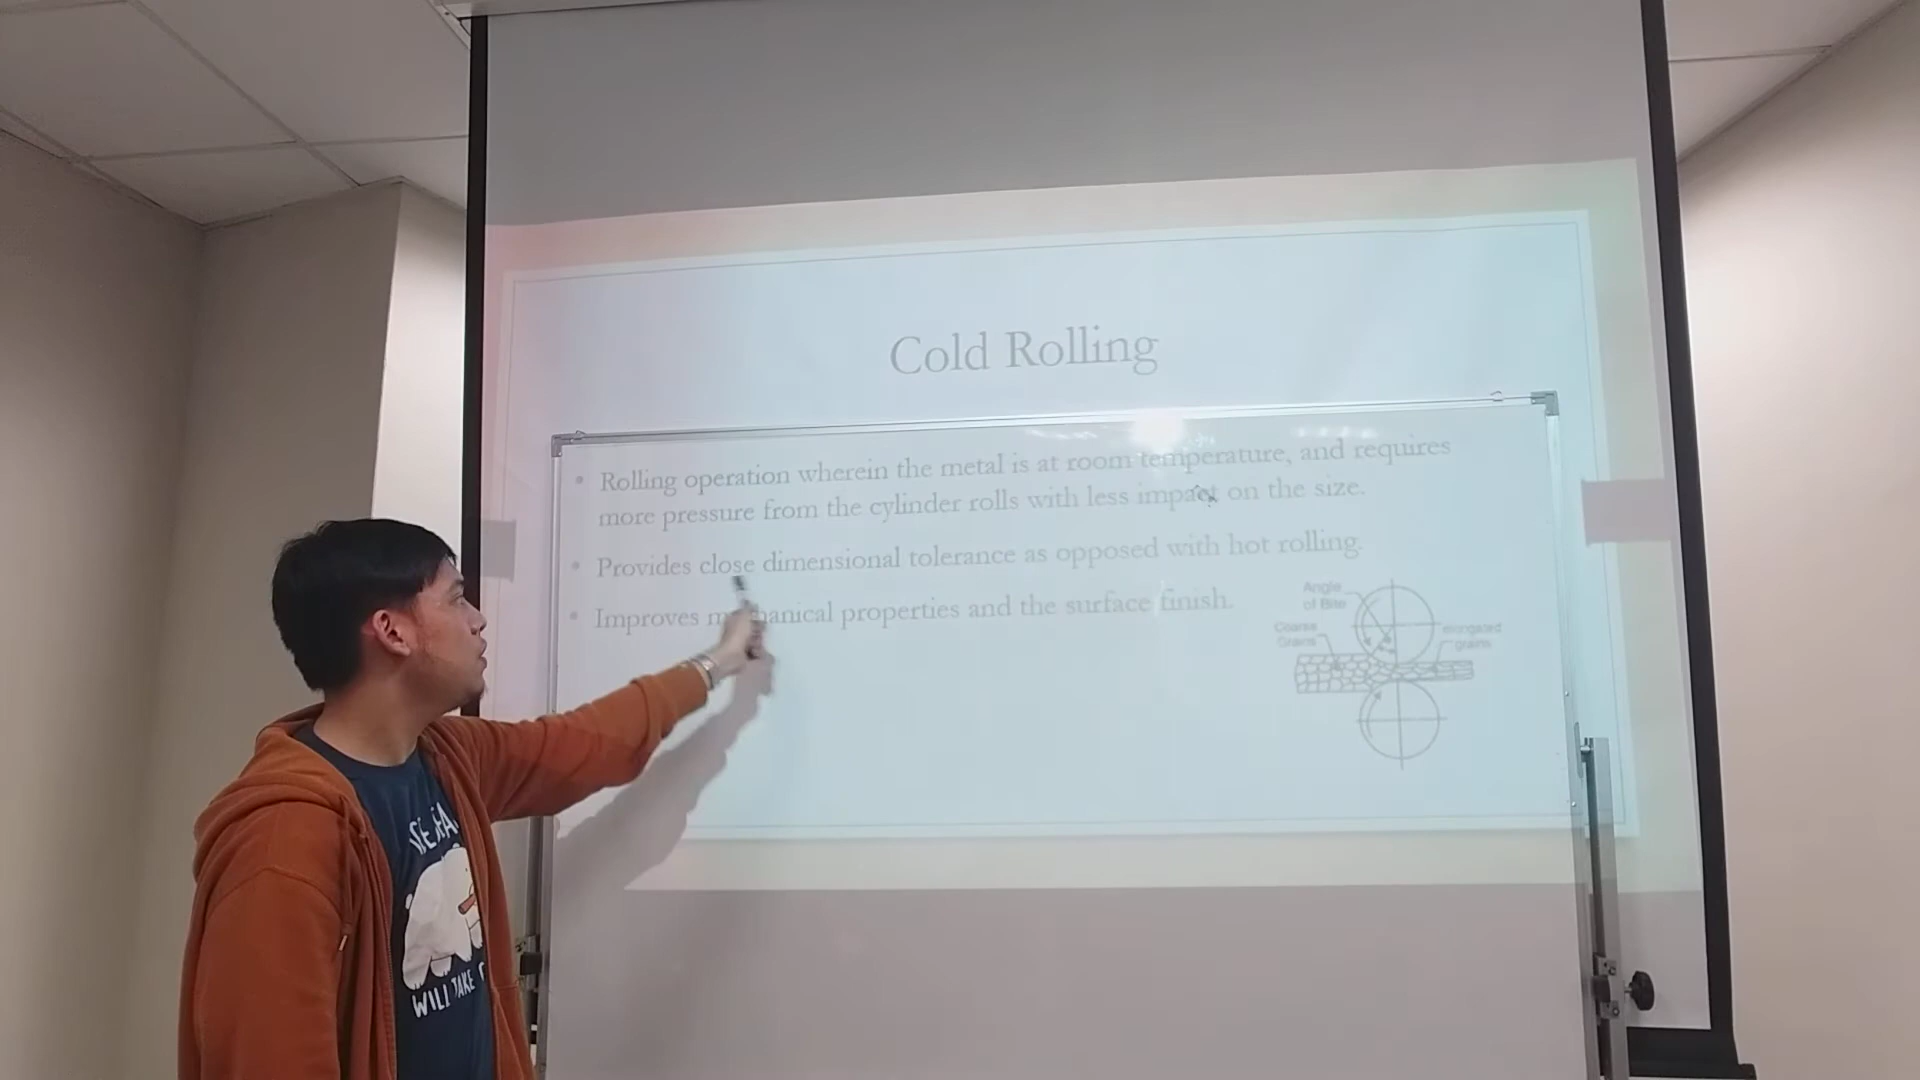 Cold Rolling
• Rolling operation wherein the metal is at room temperature, and requires
more pressure from the cylinder rolls with less impact on the size.
• Provides close dimensional tolerance as opposed with hot rolling.
• Improves mechanical properties and the surface finish.
Angle
of Bite
Coarse
Grains
elongated
grains
WILL TAKE